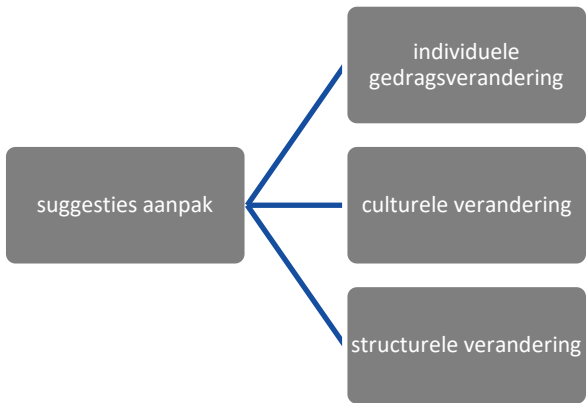 individuele
gedragsverandering
suggesties aanpak
culturele verandering
structurele verandering